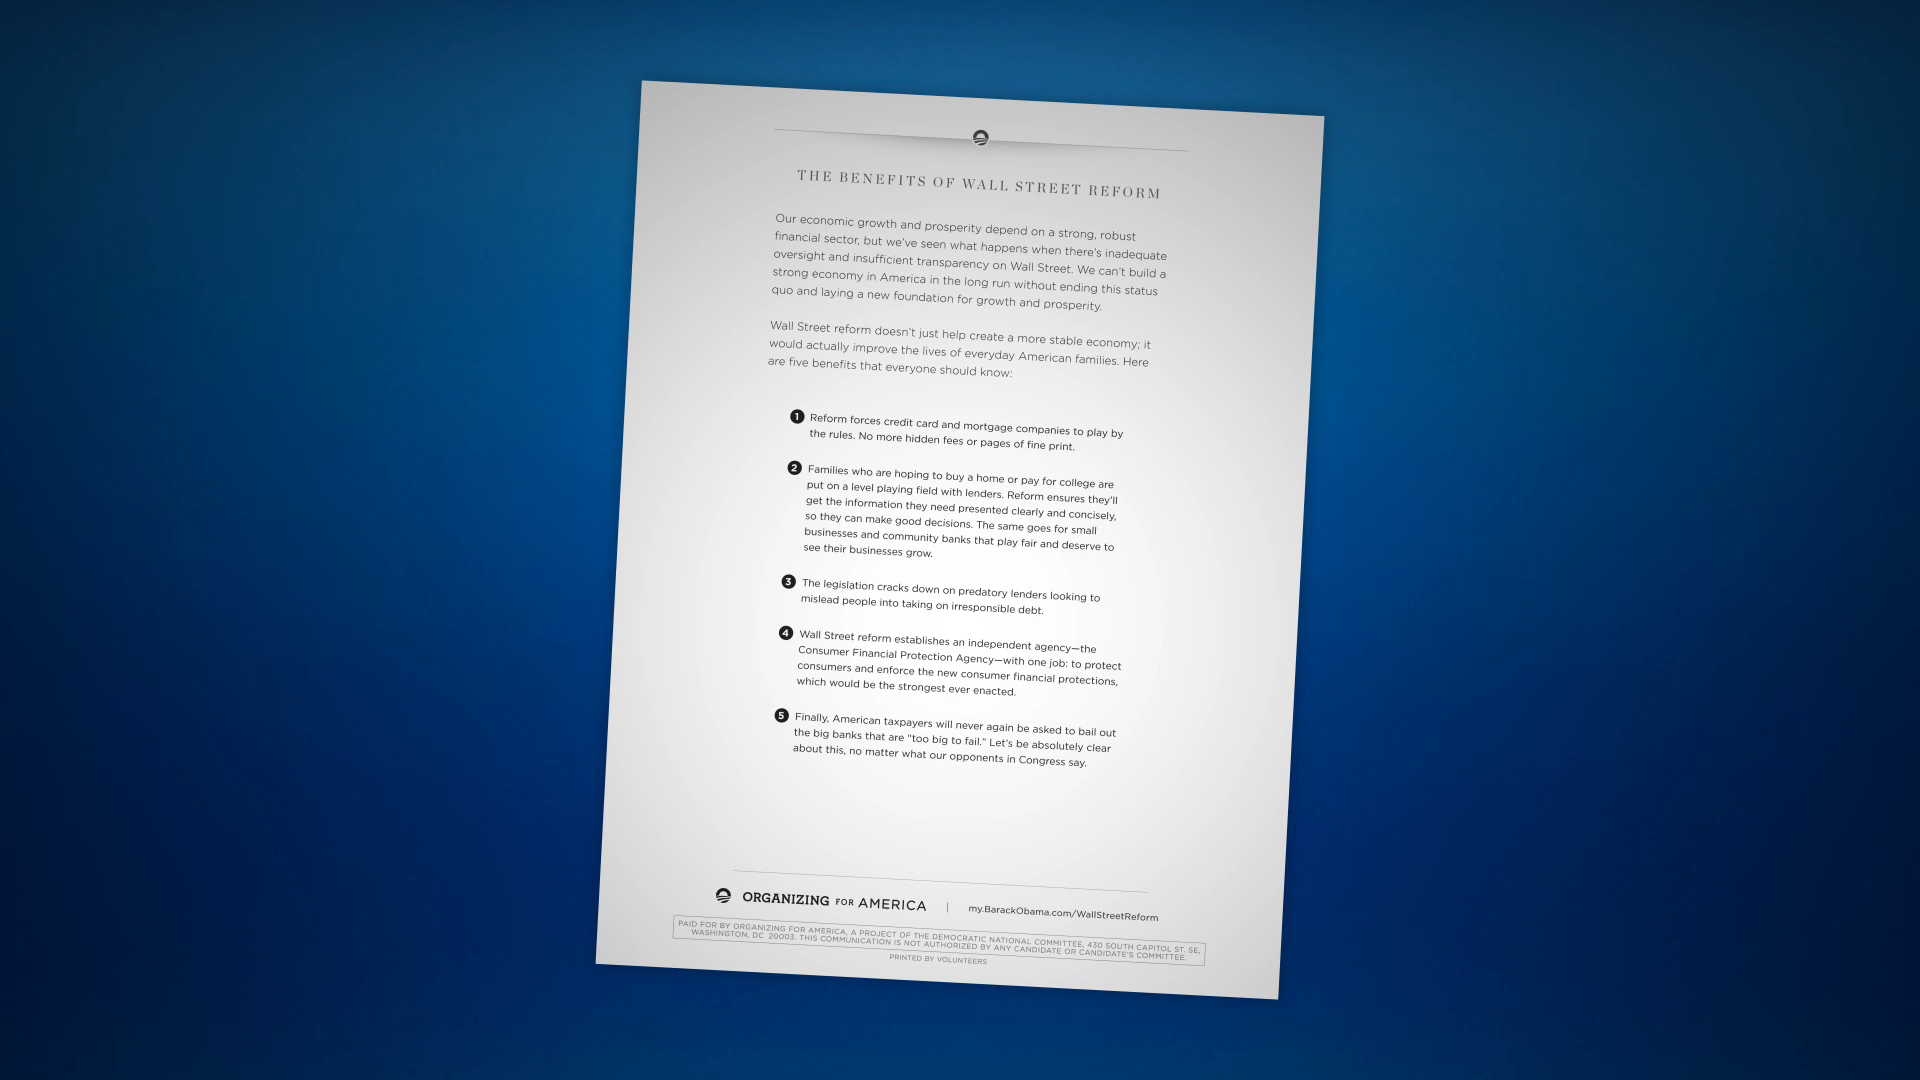 THE BENEFITS OF WALL STREET REFORM
Our economic growth and prosperity depend on a strong, robust
financial sector, but we've seen what happens when there's inadequate
oversight and insufficient transparency on Wall Street. We can't build a
strong economy in America in the long run without ending this status
quo and laying a new foundation for growth and prosperity.
Wall Street reform doesn't just help create a more stable economy; it
would actually improve the lives of everyday American families. Here
are five benefits that everyone should know:
1 Reform forces credit card and mortgage companies to play by
the rules. No more hidden fees or pages of fine print.
2 Families who are hoping to buy a home or pay for college are
put on a level playing field with lenders. Reform ensures they'll
get the information they need presented clearly and concisely,
so they can make good decisions. The same goes for small
businesses and community banks that play fair and deserve to
see their businesses grow.
3 The legislation cracks down on predatory lenders looking to
mislead people into taking on irresponsible debt.
4 Wall Street reform establishes an independent agency—the
Consumer Financial Protection Agency—with one job: to protect
consumers and enforce the new consumer financial protections,
which would be the strongest ever enacted.
5 Finally, American taxpayers will never again be asked to bail out
the big banks that are “too big to fail.” Let's be absolutely clear
about this, no matter what our opponents in Congress say.
ORGANIZING FOR AMERICA | my.BarackObama.com/WallStreetReform
PAID FOR BY ORGANIZING FOR AMERICA, A PROJECT OF THE DEMOCRATIC NATIONAL COMMITTEE, 430 SOUTH CAPITOL ST. SE,
WASHINGTON, DC 20003. THIS COMMUNICATION IS NOT AUTHORIZED BY ANY CANDIDATE OR CANDIDATE'S COMMITTEE.
PRINTED BY VOLUNTEERS